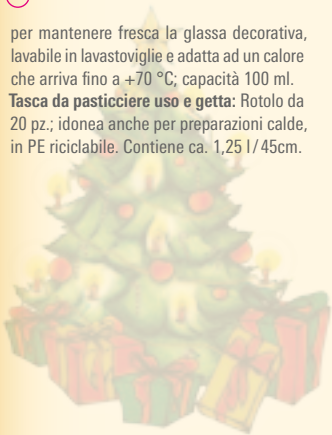 per mantenere fresca la glassa decorativa,
lavabile in lavastoviglie e adatta ad un calore
che arriva fino a +70 °C; capacità 100 ml.
Tasca da pasticciere uso e getta: Rotolo da
20 pz.; idonea anche per preparazioni calde,
in PE riciclabile. Contiene ca. 1,25 l / 45cm.